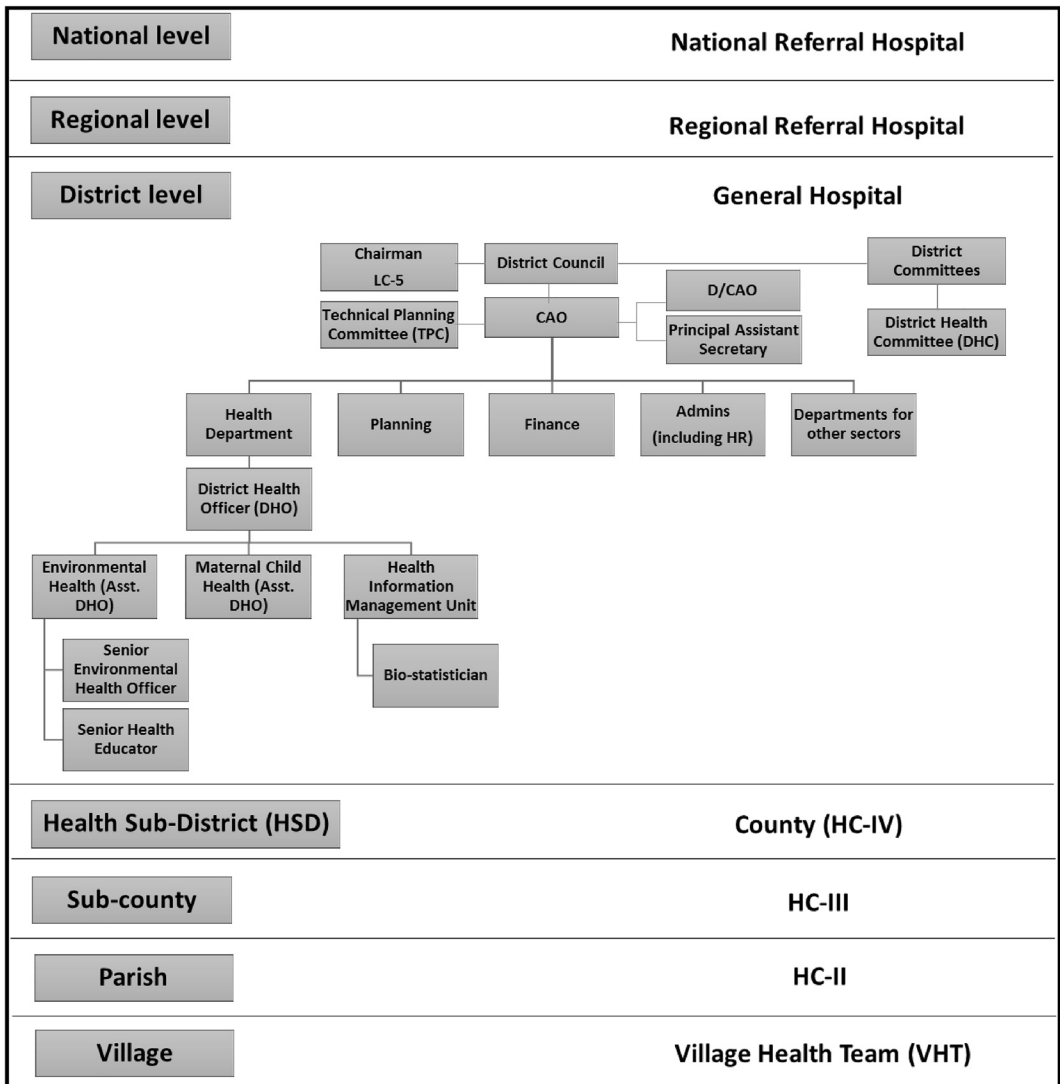 National level
National Referral Hospital
Regional level
Regional Referral Hospital
District level
General Hospital
Chairman
LC-5
District Council
District
Committees
Technical Planning
Committee (TPC)
CAO
D/CAO
Principal Assistant
Secretary
District Health
Committee (DHC)
Health
Department
Planning
Finance
Admins
(including HR)
Departments for
other sectors
District Health
Officer (DHO)
Environmental
Health (Asst.
DHO)
Maternal Child
Health (Asst.
DHO)
Health
Information
Management Unit
Senior
Environmental
Health Officer
Bio-statistician
Senior Health
Educator
Health Sub-District (HSD)
County (HC-IV)
Sub-county
HC-III
Parish
HC-II
Village
Village Health Team (VHT)